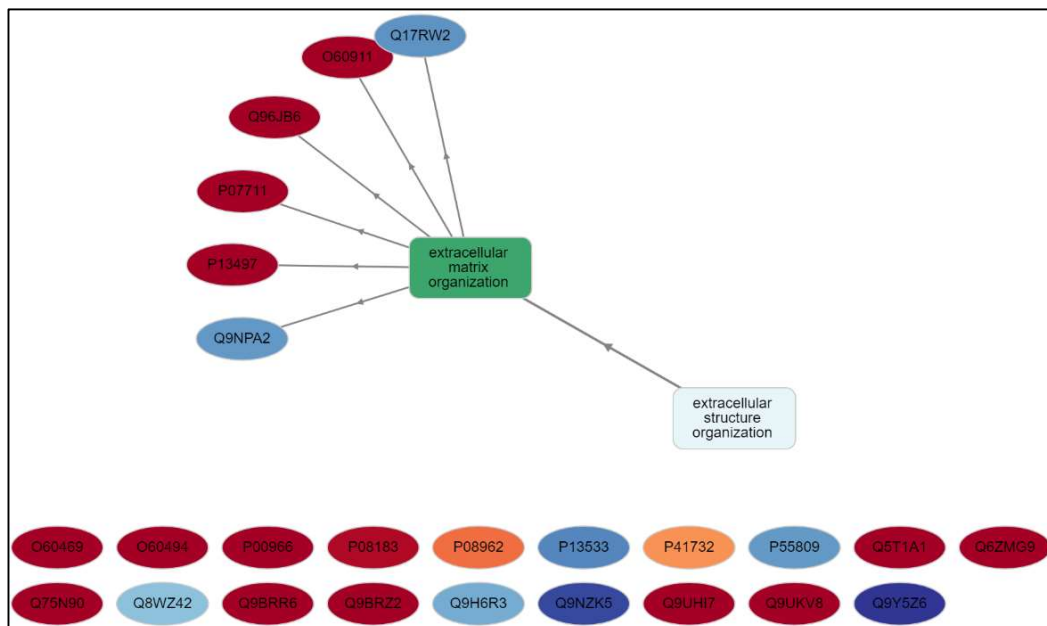 Q17RW2
O60911
Q96JB6
P07711
P13497
Q9NPA2
extracellular
matrix
organization
extracellular
structure
organization
O60469 O60494 P00966 P08183 P08962 P13533 P41732 P55809 Q5T1A1 Q6ZMG9
Q75N90 Q8WZ42 Q9BRR6 Q9BRZ2 Q9H6R3 Q9NZK5 Q9UHI7 Q9UKV8 Q9Y5Z6